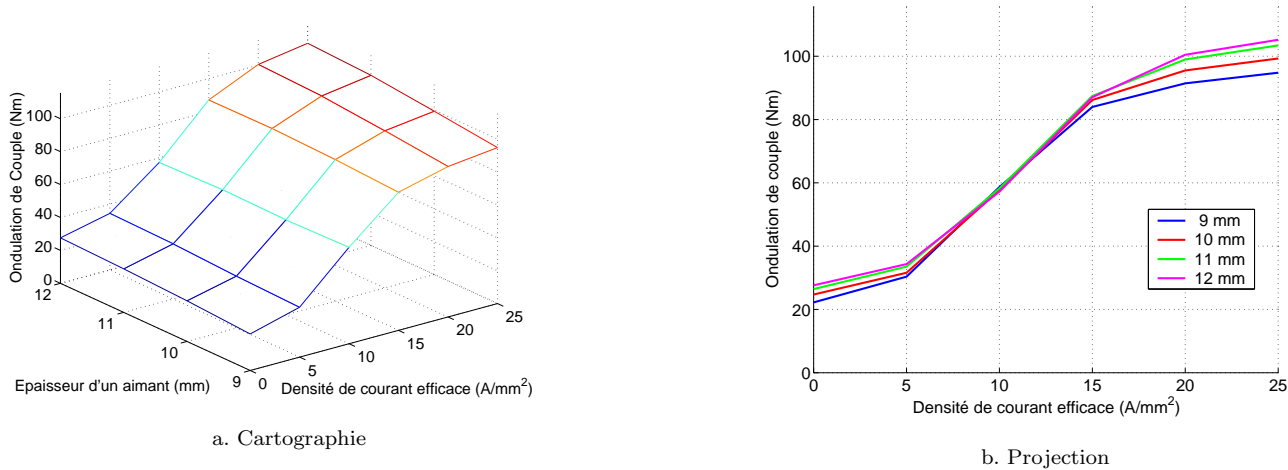 100
80
60
40
20
0
Ondulation de Couple (Nm)
12
11
10
9
Epaisseur d'un aimant (mm)
0
5
10
15
20
25
Densité de courant efficace (A/mm²)
a. Cartographie
100
80
60
40
20
0
Ondulation de couple (Nm)
9 mm
10 mm
11 mm
12 mm
0
5
10
15
20
25
Densité de courant efficace (A/mm²)
b. Projection